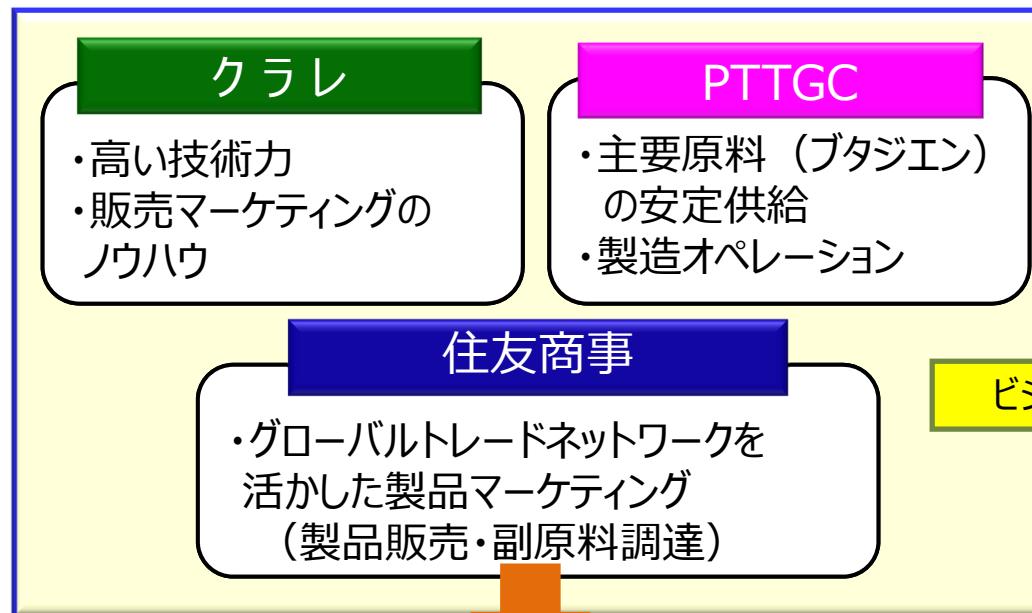 クラレ
・高い技術力
・販売マーケティングの
ノウハウ
PTTGC
・主要原料（ブタジエン）
の安定供給
・製造オペレーション
住友商事
・グローバルトレードネットワークを
活かした製品マーケティング
（製品販売・副原料調達）
ビジ